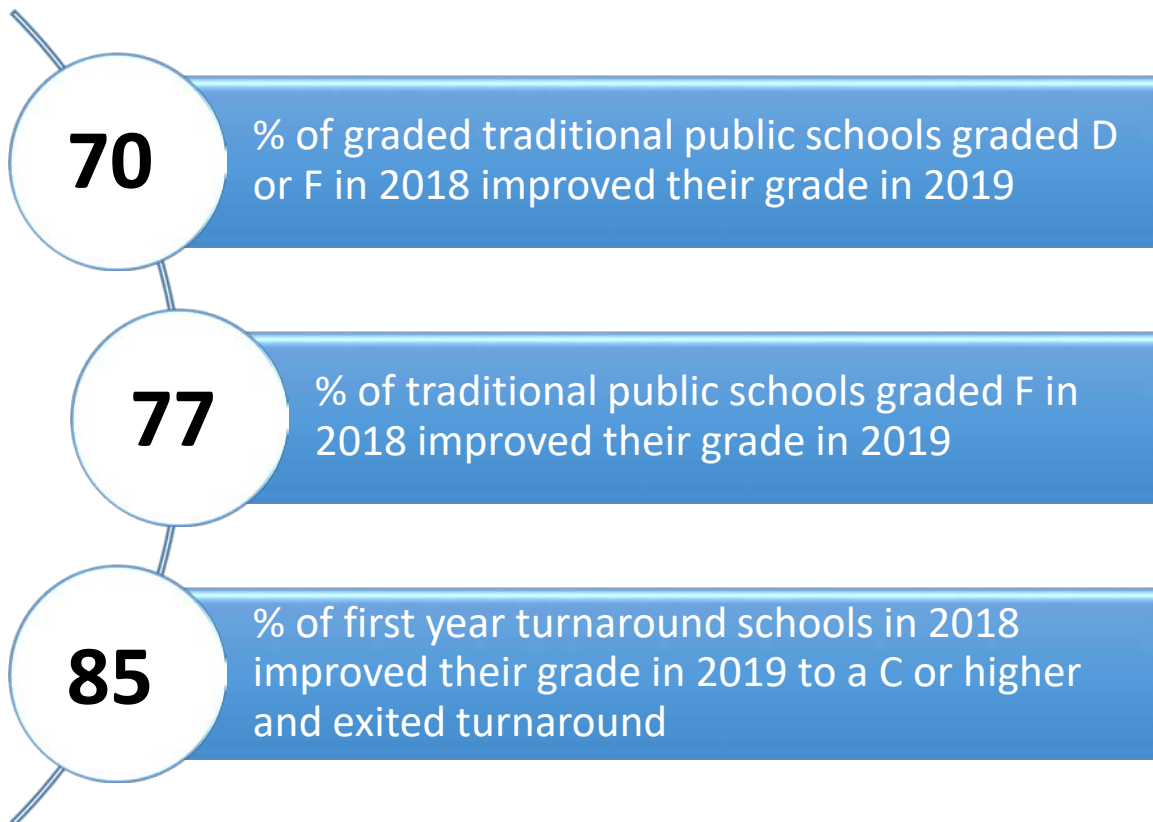 70
% of graded traditional public schools graded D
or F in 2018 improved their grade in 2019
77
% of traditional public schools graded F in
2018 improved their grade in 2019
85
% of first year turnaround schools in 2018
improved their grade in 2019 to a C or higher
and exited turnaround